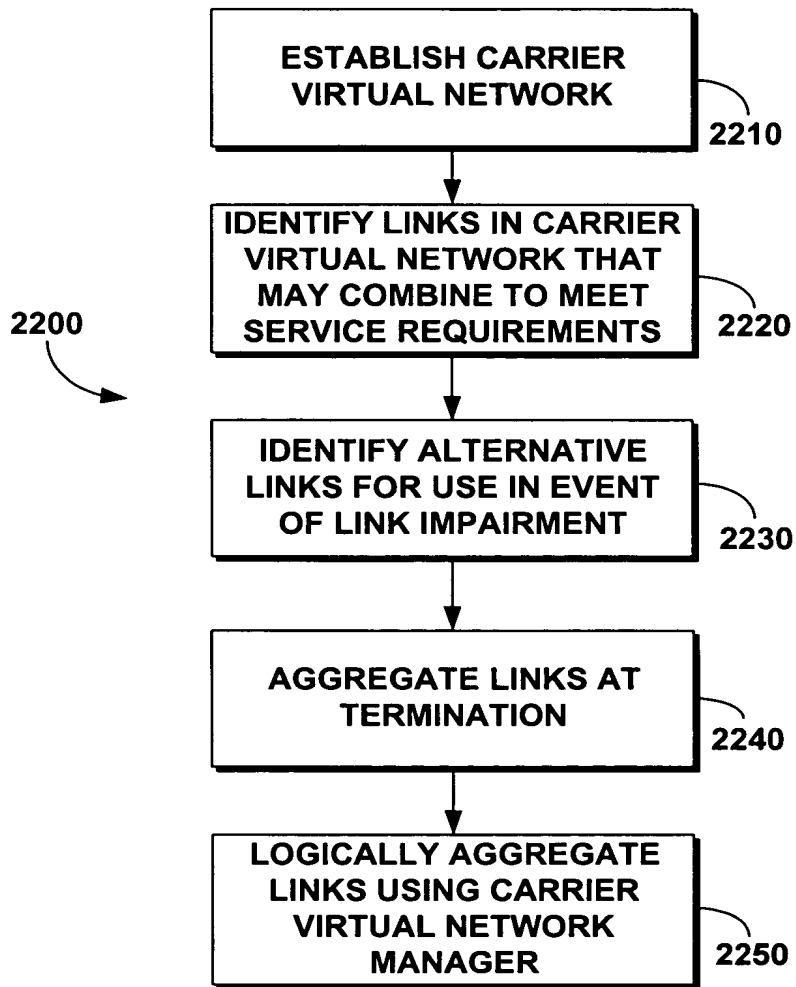 ESTABLISH CARRIER
VIRTUAL NETWORK
2210
IDENTIFY LINKS IN CARRIER
VIRTUAL NETWORK THAT
MAY COMBINE TO MEET
SERVICE REQUIREMENTS
2220
2200
IDENTIFY ALTERNATIVE
LINKS FOR USE IN EVENT
OF LINK IMPAIRMENT
2230
AGGREGATE LINKS AT
TERMINATION
2240
LOGICALLY AGGREGATE
LINKS USING CARRIER
VIRTUAL NETWORK
MANAGER
2250